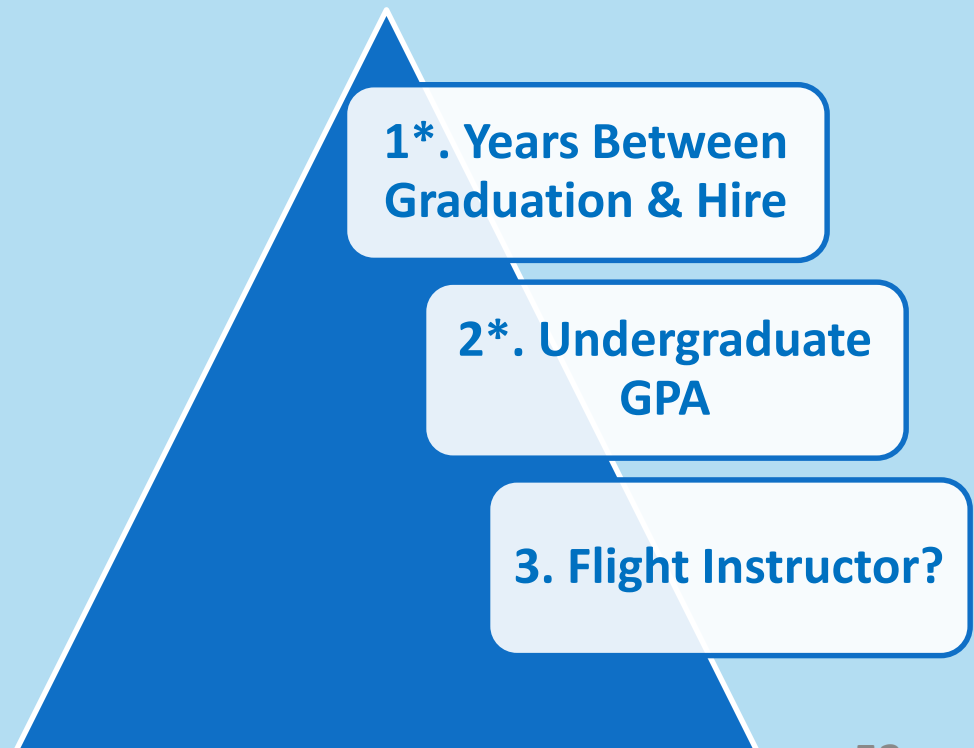 1*. Years Between
Graduation & Hire
2*. Undergraduate
GPA
3. Flight Instructor?